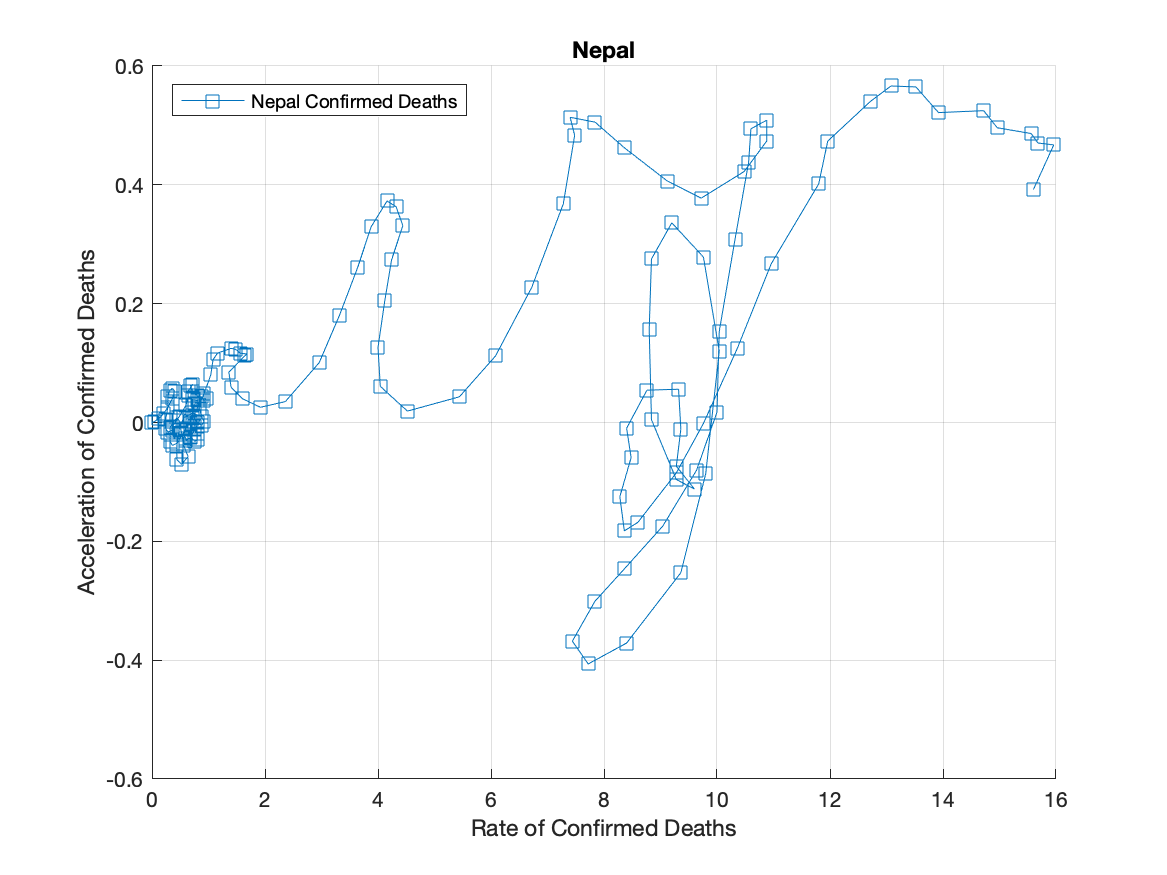 Nepal
Nepal Confirmed Deaths
Acceleration of Confirmed Deaths
0.6
0.4
0.2
0
-0.2
-0.4
-0.6
0 2 4 6 8 10 12 14 16
Rate of Confirmed Deaths